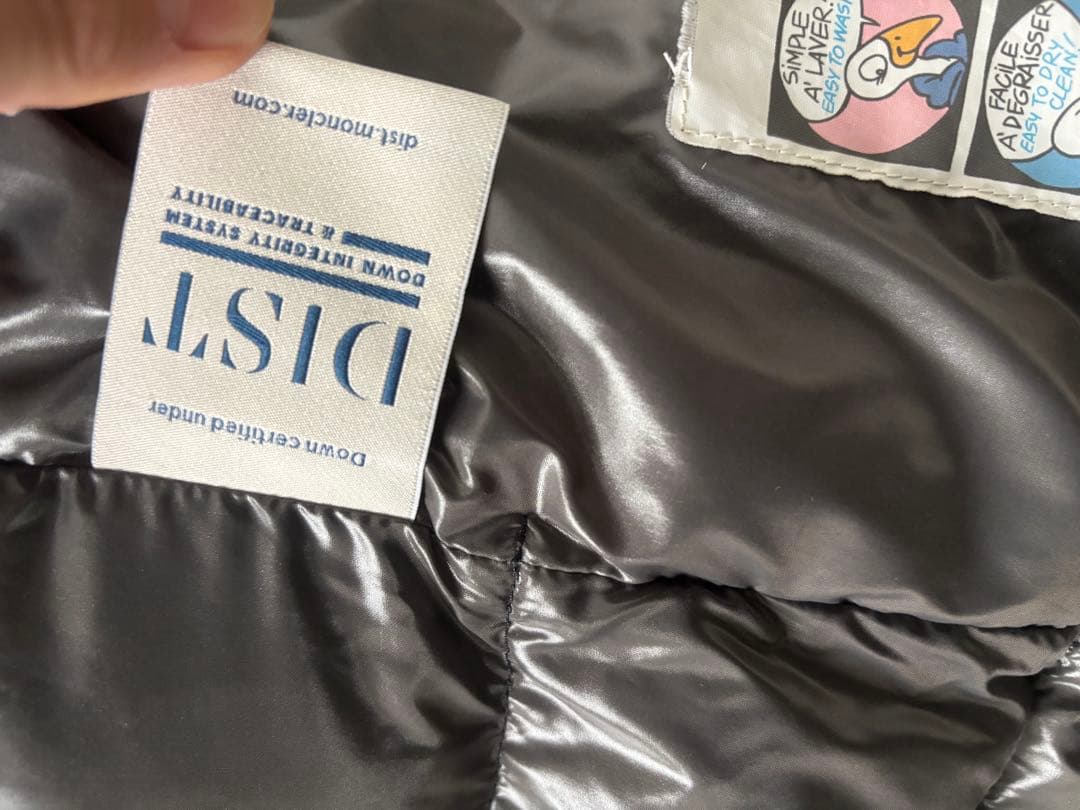 Down certified under
DIST
DOWN INTEGRITY SYSTEM
& TRACEABILITY
dist.moncler.com
SIMPLE
A' LAVER!
EASY TO WASH
FACILE
A' DEGRAISSER
EASY TO DRY
CLEAN!